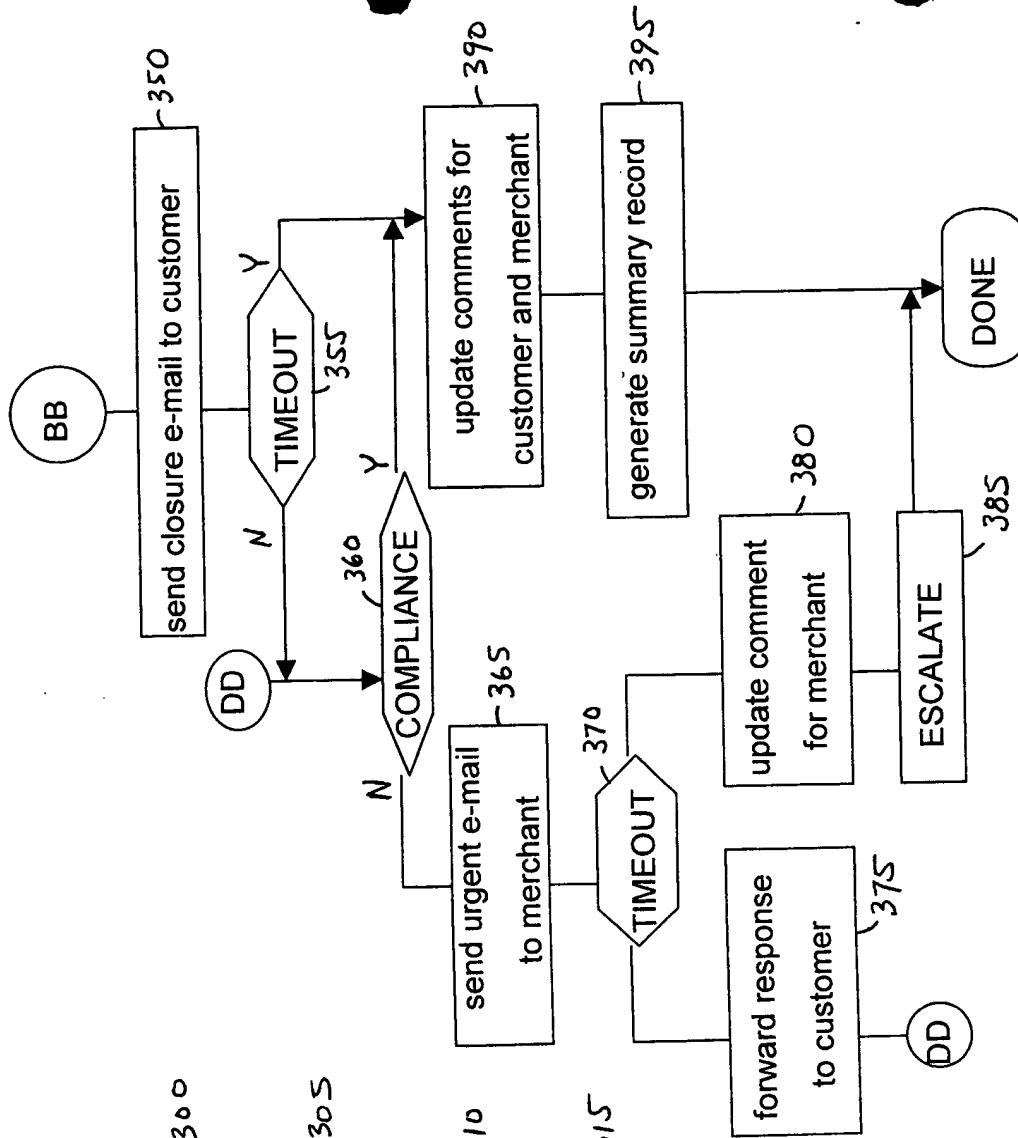 BB
send closure e-mail to customer
350
TIMEOUT
355
N
Y
DD
COMPLIANCE
360
N
Y
send urgent e-mail
to merchant
365
TIMEOUT
370
forward response
to customer
375
DD
update comment
for merchant
380
ESCALATE
385
update comments for
customer and merchant
390
generate summary record
395
DONE
300
305
10
15